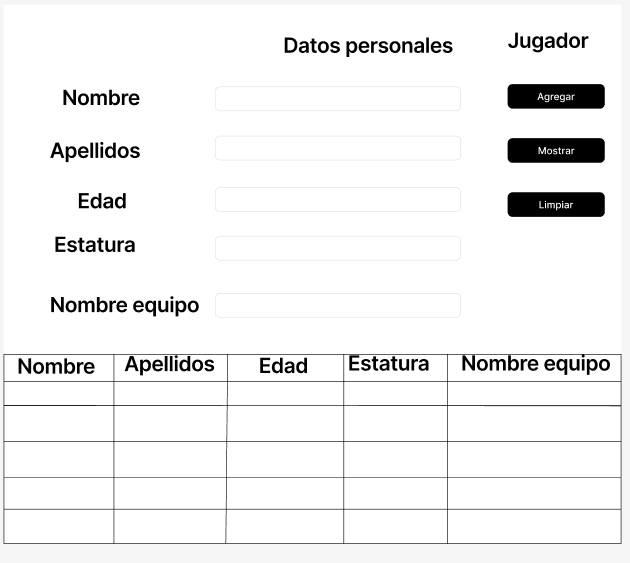 Datos personales
Jugador
Nombre
Agregar
Apellidos
Mostrar
Edad
Limpiar
Estatura
Nombre equipo
Nombre Apellidos Edad Estatura Nombre equipo